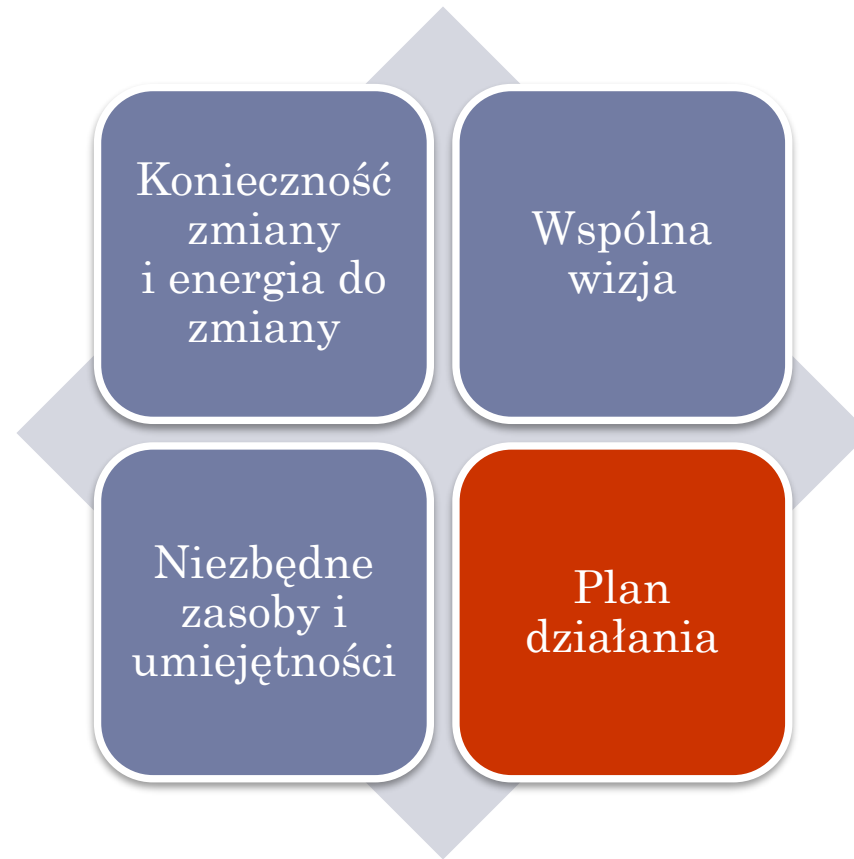 Konieczność
zmiany
i energia do
zmiany
Wspólna
wizja
Niezbędne
zasoby i
umiejętności
Plan
działania